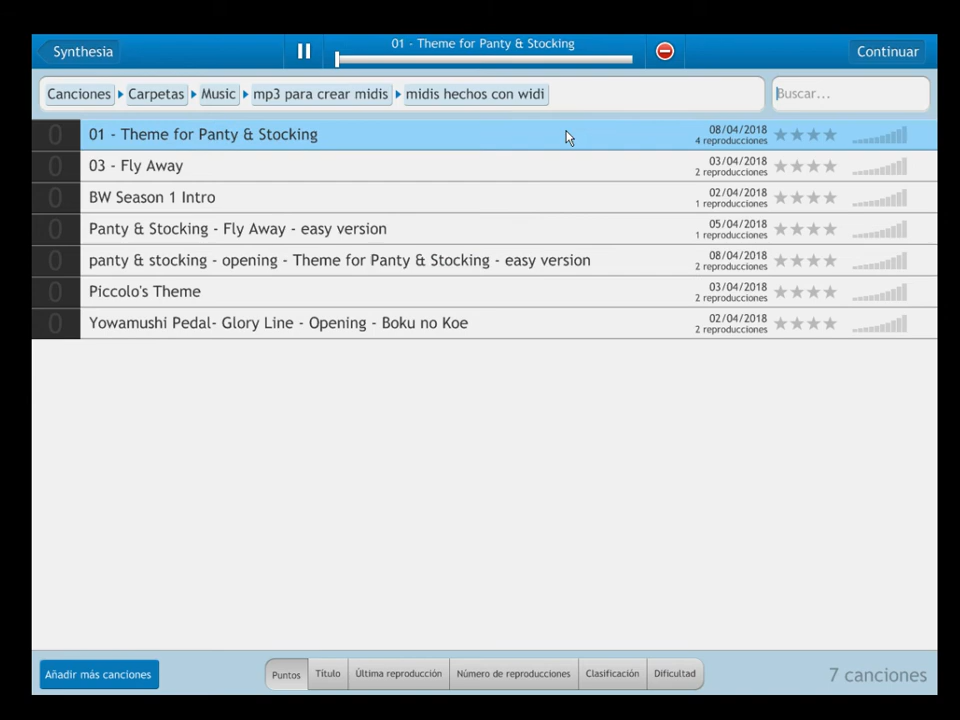 Synthesia
01 - Theme for Panty & Stocking
Continuar
Canciones Carpetas Music mp3 para crear midis midis hechos con widi
Buscar...
0 01 - Theme for Panty & Stocking 08/04/2018
4 reproducciones
0 03 - Fly Away 03/04/2018
2 reproducciones
0 BW Season 1 Intro 02/04/2018
1 reproducciones
0 Panty & Stocking - Fly Away - easy version 05/04/2018
1 reproducciones
0 panty & stocking - opening - Theme for Panty & Stocking - easy version 08/04/2018
2 reproducciones
0 Piccolo's Theme 03/04/2018
2 reproducciones
0 Yowamushi Pedal- Glory Line - Opening - Boku no Koe 02/04/2018
2 reproducciones
Añadir más canciones
Puntos Título Última reproducción Número de reproducciones Clasificación Dificultad
7 canciones